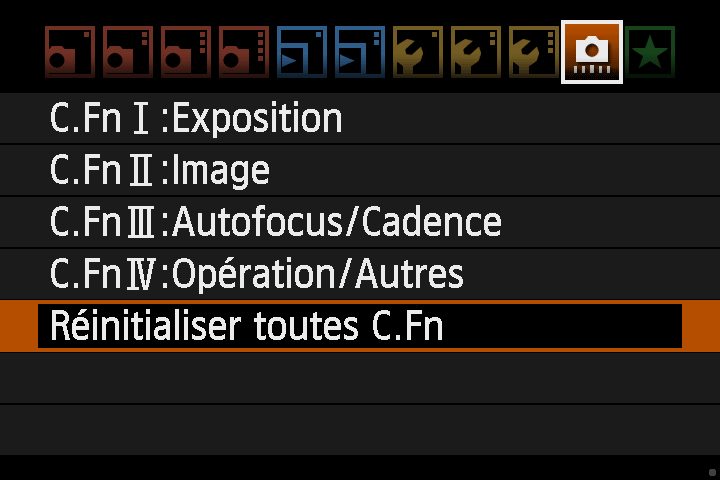 C.Fn I :Exposition
C.Fn II :Image
C.Fn III :Autofocus/Cadence
C.Fn IV :Opération/Autres
Réinitialiser toutes C.Fn